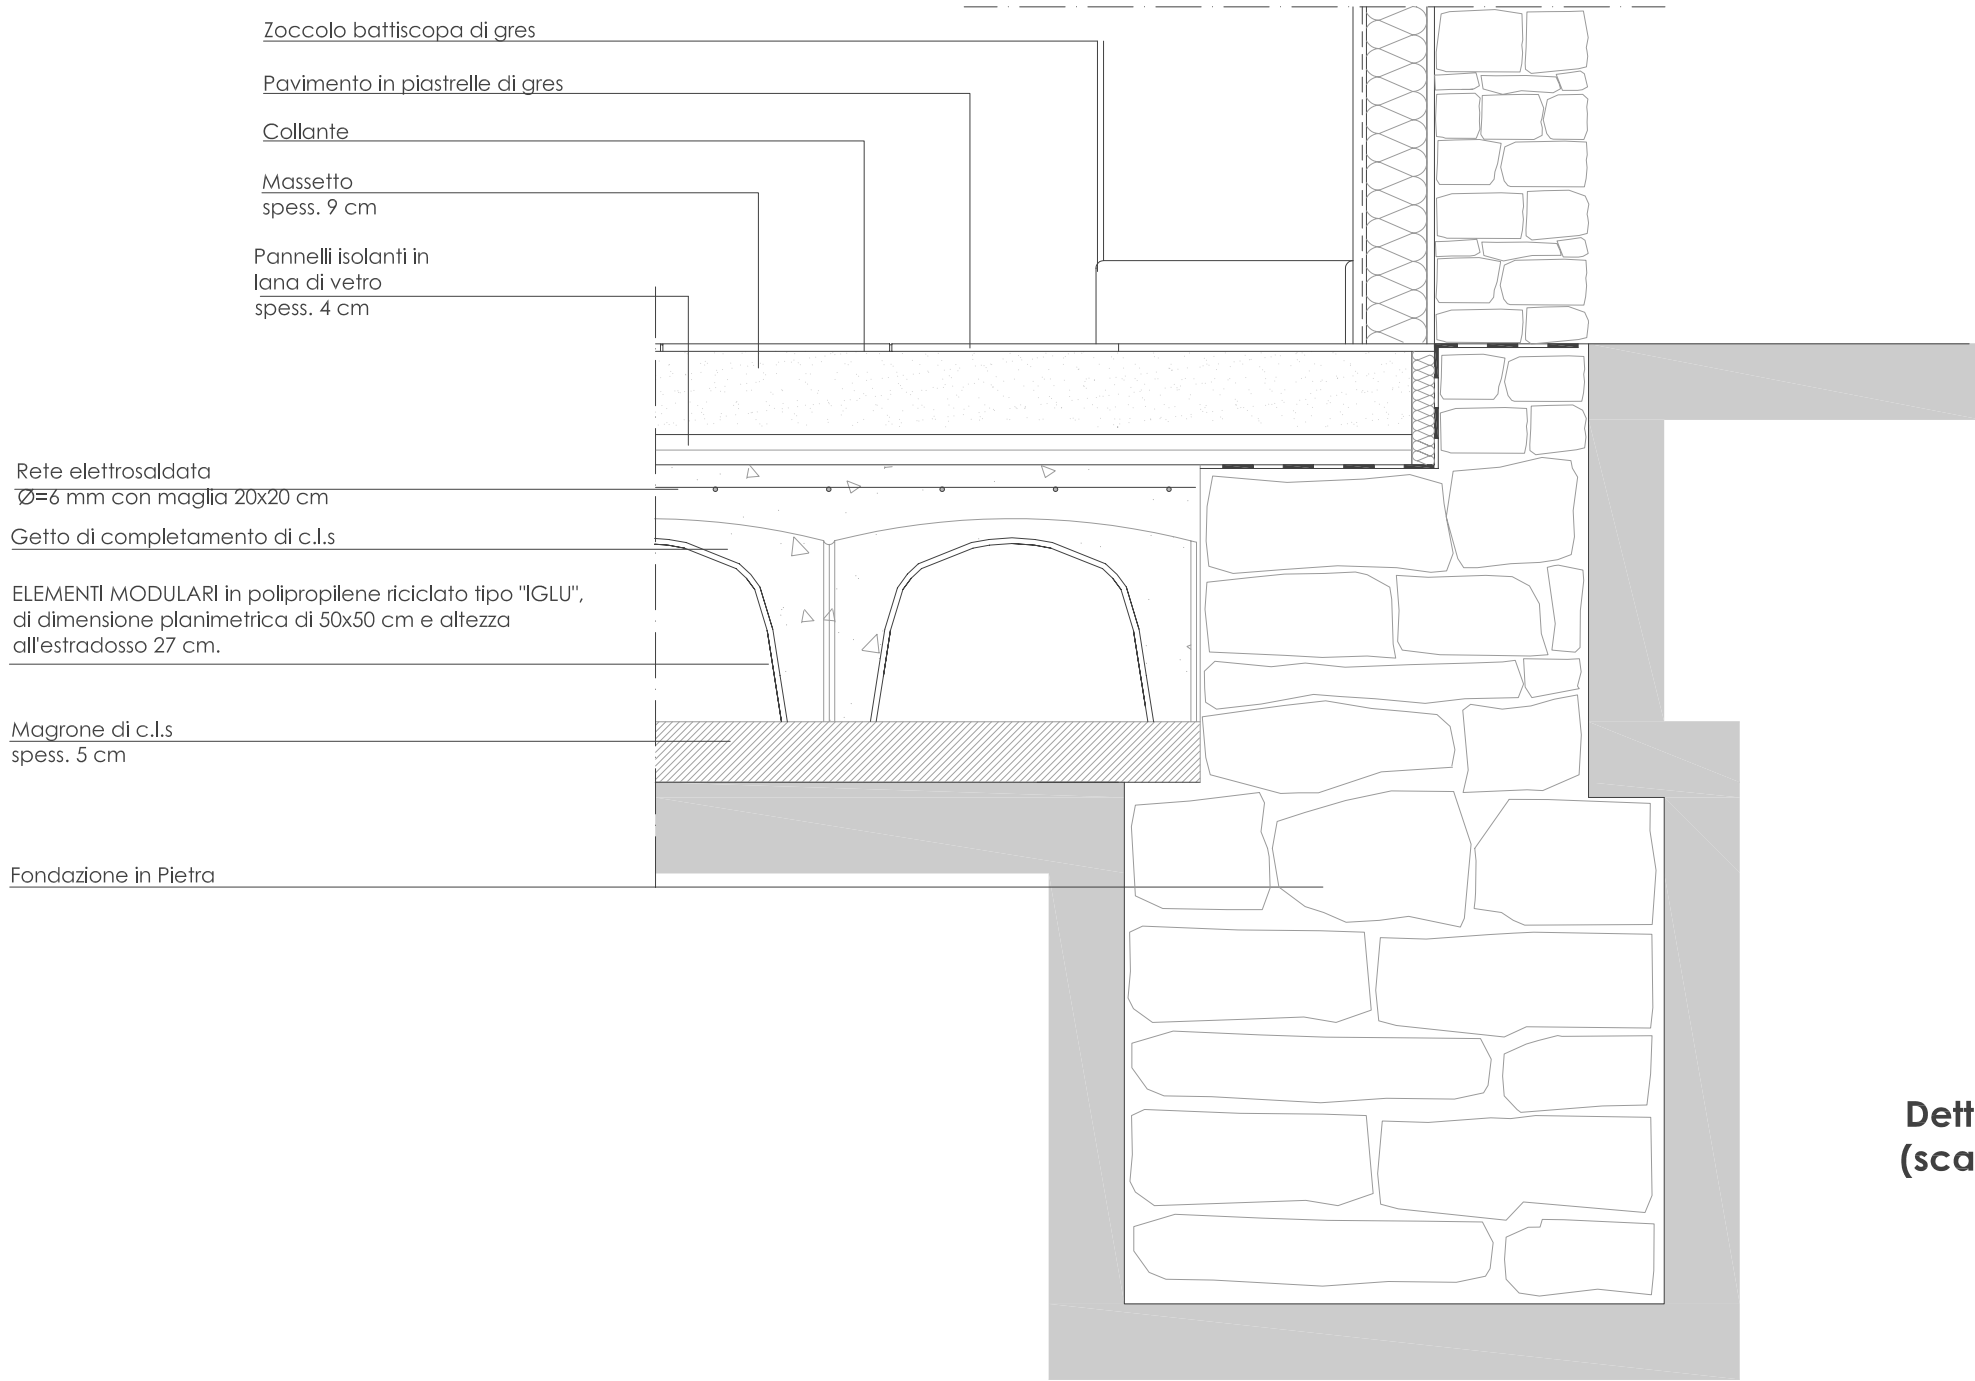 Zoccolo battiscopa di gres
Pavimento in piastrelle di gres
Collante
Massetto
spess. 9 cm
Pannelli isolanti in
lana di vetro
spess. 4 cm
Rete elettrosaldata
Ø=6 mm con maglia 20x20 cm
Getto di completamento di c.l.s
ELEMENTI MODULARI in polipropilene riciclato tipo "IGLU",
di dimensione planimetrica di 50x50 cm e altezza
all'estradosso 27 cm.
Magrone di c.l.s
spess. 5 cm
Fondazione in Pietra
Dett
(sca